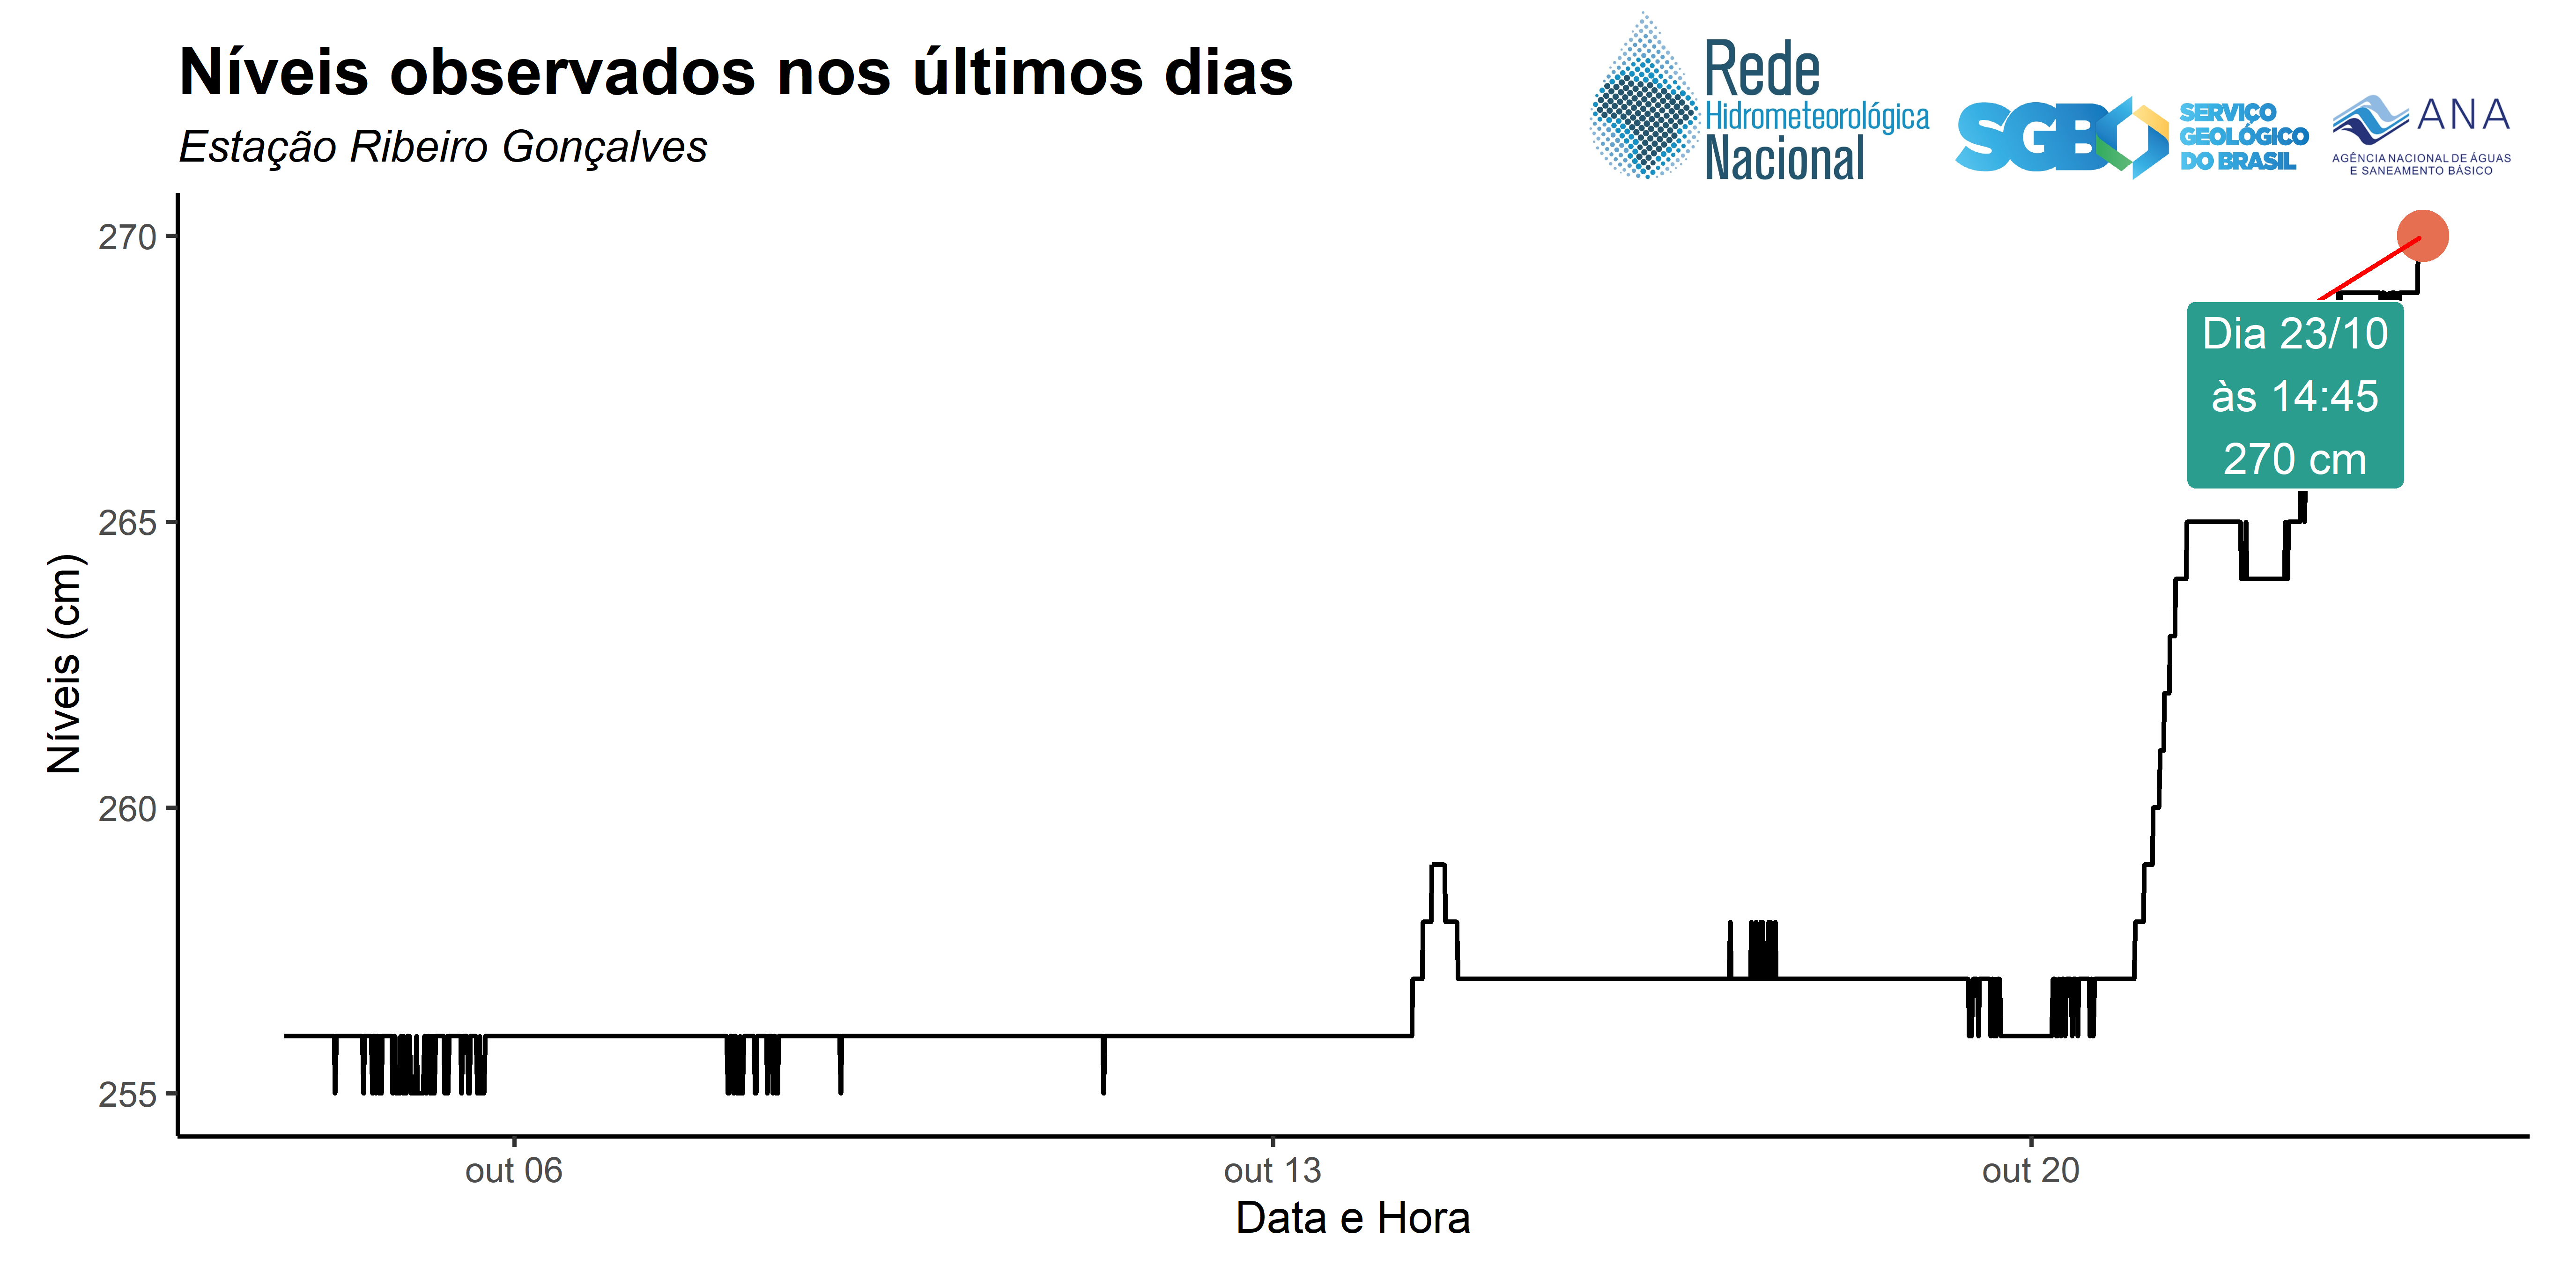 Níveis observados nos últimos dias
Estação Ribeiro Gonçalves
Rede
Hidrometeorológica
Nacional
SGB
SERVIÇO
GEOLÓGICO
DO BRASIL
ANA
AGÊNCIA NACIONAL DE ÁGUAS
E SANEAMENTO BÁSICO
270
265
260
255
Níveis (cm)
Dia 23/10
às 14:45
270 cm
out 06
out 13
out 20
Data e Hora